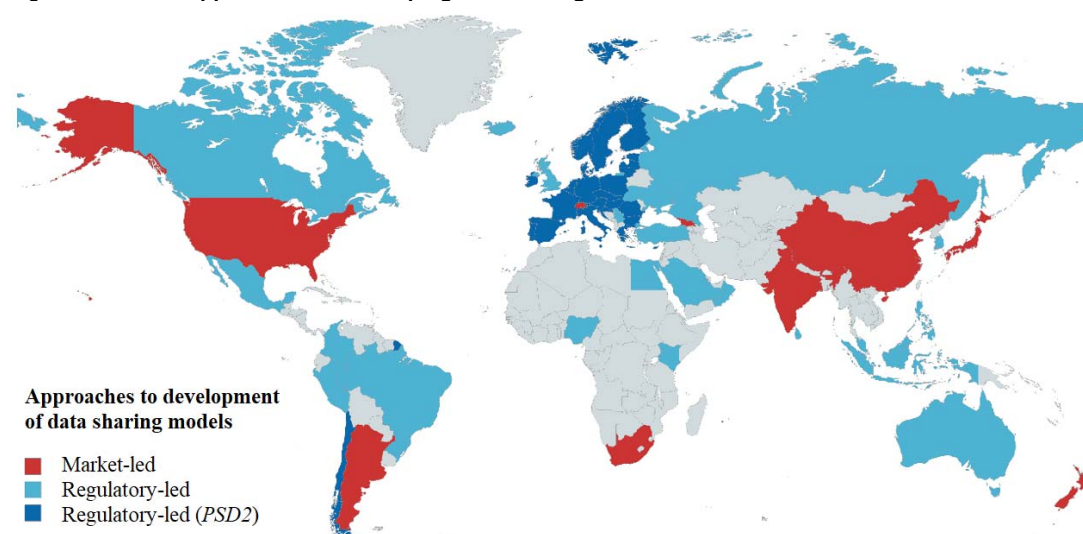 Approaches to development
of data sharing models
Market-led
Regulatory-led
Regulatory-led (PSD2)